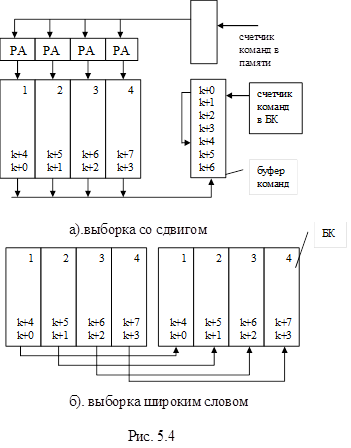 счетчик
команд в
памяти
РА РА РА РА
1 2 3 4
k+4 k+5 k+6 k+7
k+0 k+1 k+2 k+3
k+0
k+1
k+2
k+3
k+4
k+5
k+6
счетчик
команд
в БК
буфер
команд
а).выборка со сдвигом
БК
1 2 3 4 1 2 3 4
k+4 k+5 k+6 k+7 k+4 k+5 k+6 k+7
k+0 k+1 k+2 k+3 k+0 k+1 k+2 k+3
б). выборка широким словом
Рис. 5.4